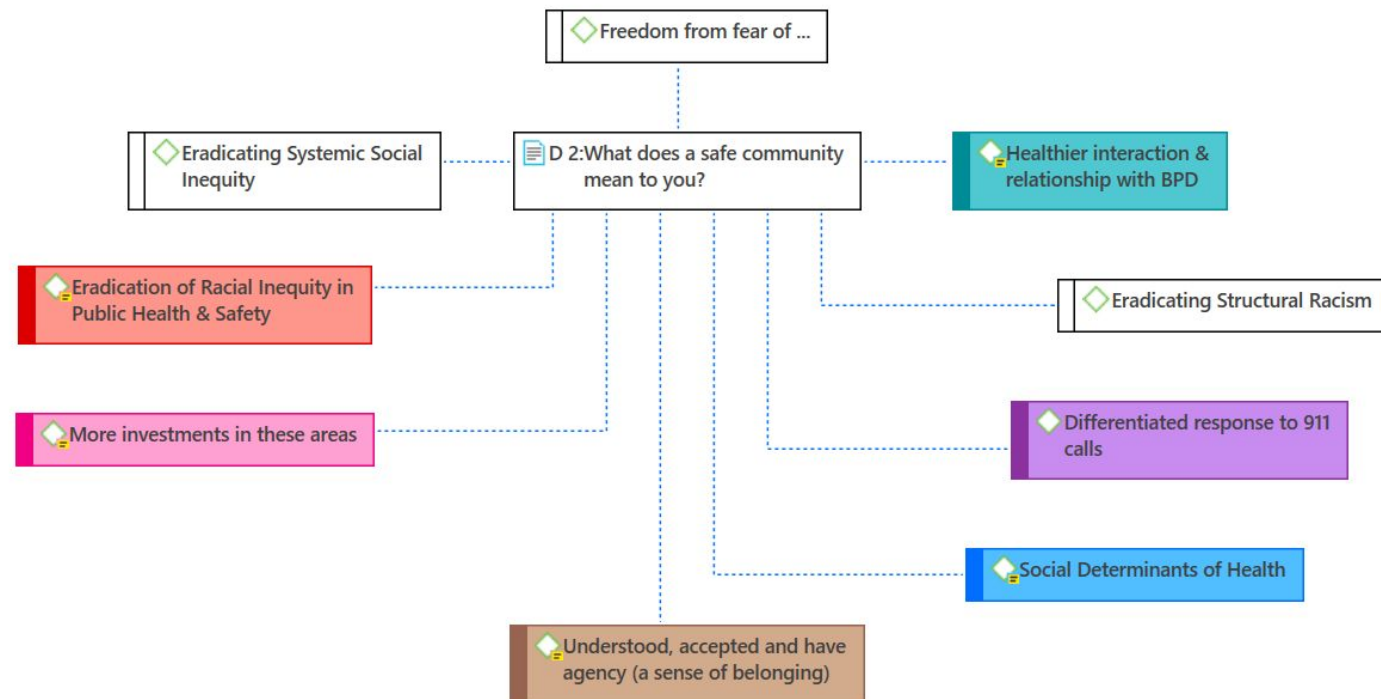 Freedom from fear of ...
Eradicating Systemic Social
Inequity
D 2:What does a safe community
mean to you?
Healthier interaction &
relationship with BPD
Eradication of Racial Inequity in
Public Health & Safety
Eradicating Structural Racism
More investments in these areas
Differentiated response to 911
calls
Social Determinants of Health
Understood, accepted and have
agency (a sense of belonging)